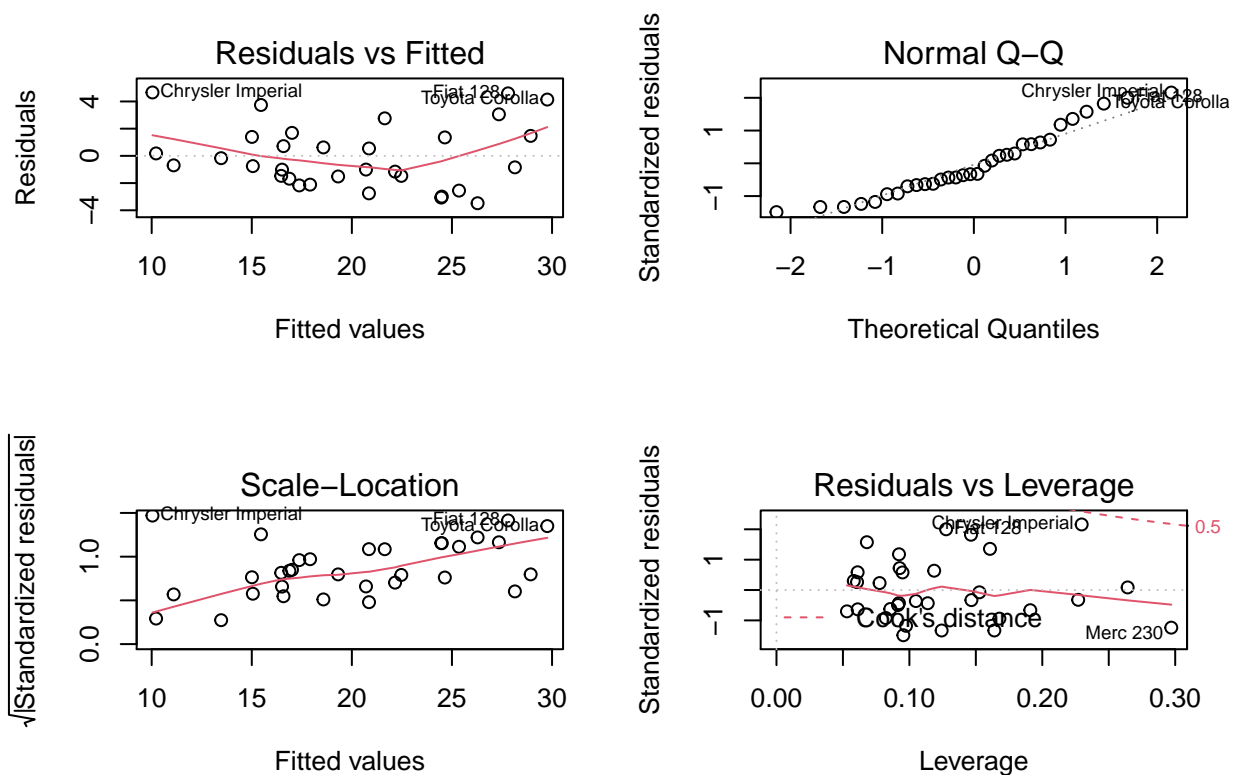 Residuals vs Fitted
Residuals
4
0
−4
Chrysler Imperial
Fiat 128
Toyota Corolla
10 15 20 25 30
Fitted values
Normal Q−Q
Standardized residuals
1
−1
Chrysler Imperial
Fiat 128
Toyota Corolla
−2 −1 0 1 2
Theoretical Quantiles
Scale−Location
√|Standardized residuals|
1.0
0.0
Chrysler Imperial
Fiat 128
Toyota Corolla
10 15 20 25 30
Fitted values
Residuals vs Leverage
Standardized residuals
1
−1
Chrysler Imperial
Fiat 128
0.5
Cook's distance
Merc 230
0.00 0.10 0.20 0.30
Leverage